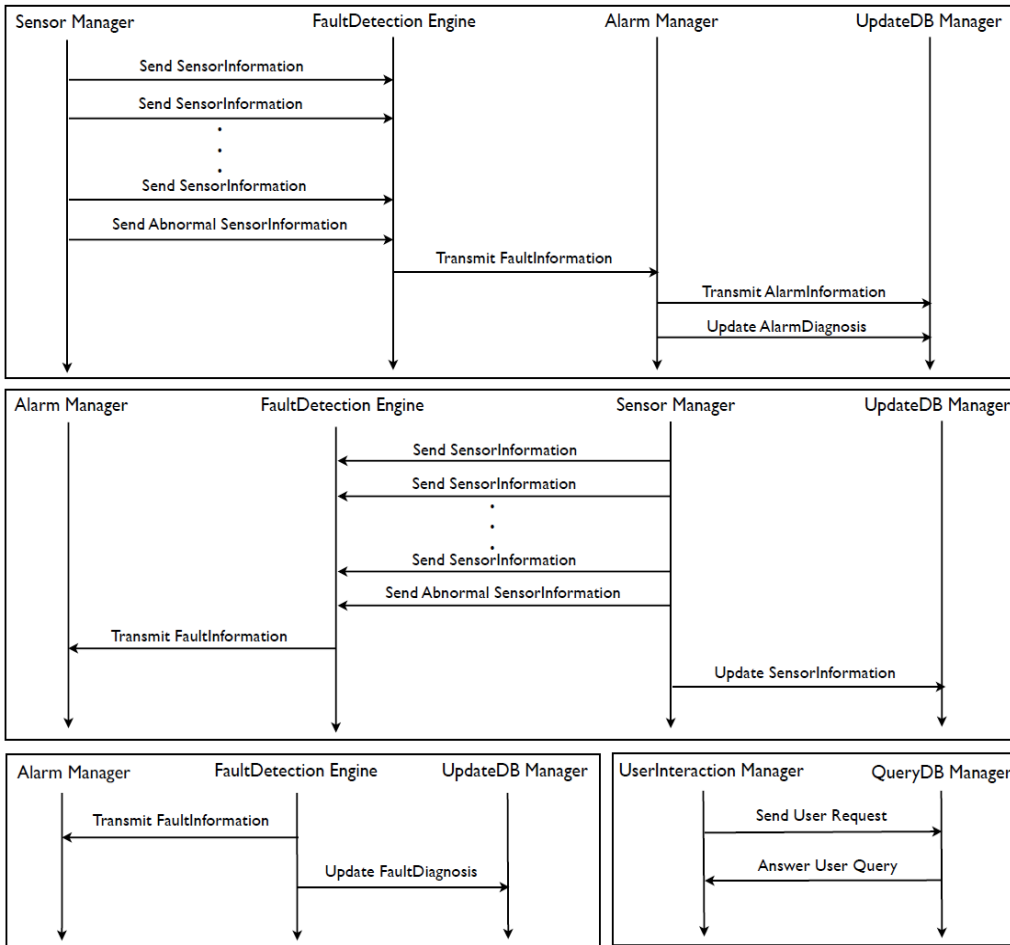 Sensor Manager
FaultDetection Engine
Alarm Manager
UpdateDB Manager
Send SensorInformation
Send SensorInformation
Send SensorInformation
Send Abnormal SensorInformation
Transmit FaultInformation
Transmit AlarmInformation
Update AlarmDiagnosis
Alarm Manager
FaultDetection Engine
Sensor Manager
UpdateDB Manager
Send SensorInformation
Send SensorInformation
Send SensorInformation
Send Abnormal SensorInformation
Transmit FaultInformation
Update SensorInformation
Alarm Manager
FaultDetection Engine
UpdateDB Manager
Transmit FaultInformation
Update FaultDiagnosis
UserInteraction Manager
QueryDB Manager
Send User Request
Answer User Query